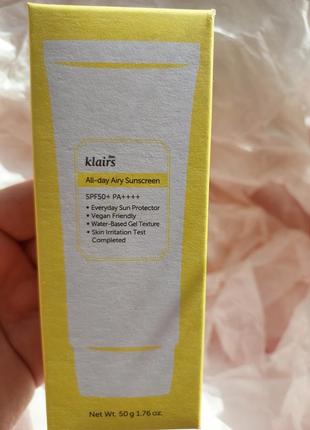 dear,
klairs
All-day Airy Sunscreen
SPF50+ PA++++
• Everyday Sun Protector
• Vegan Friendly
• Water-Based Gel Texture
• Skin Irritation Test
Completed
Net Wt. 50 g 1.76 oz.